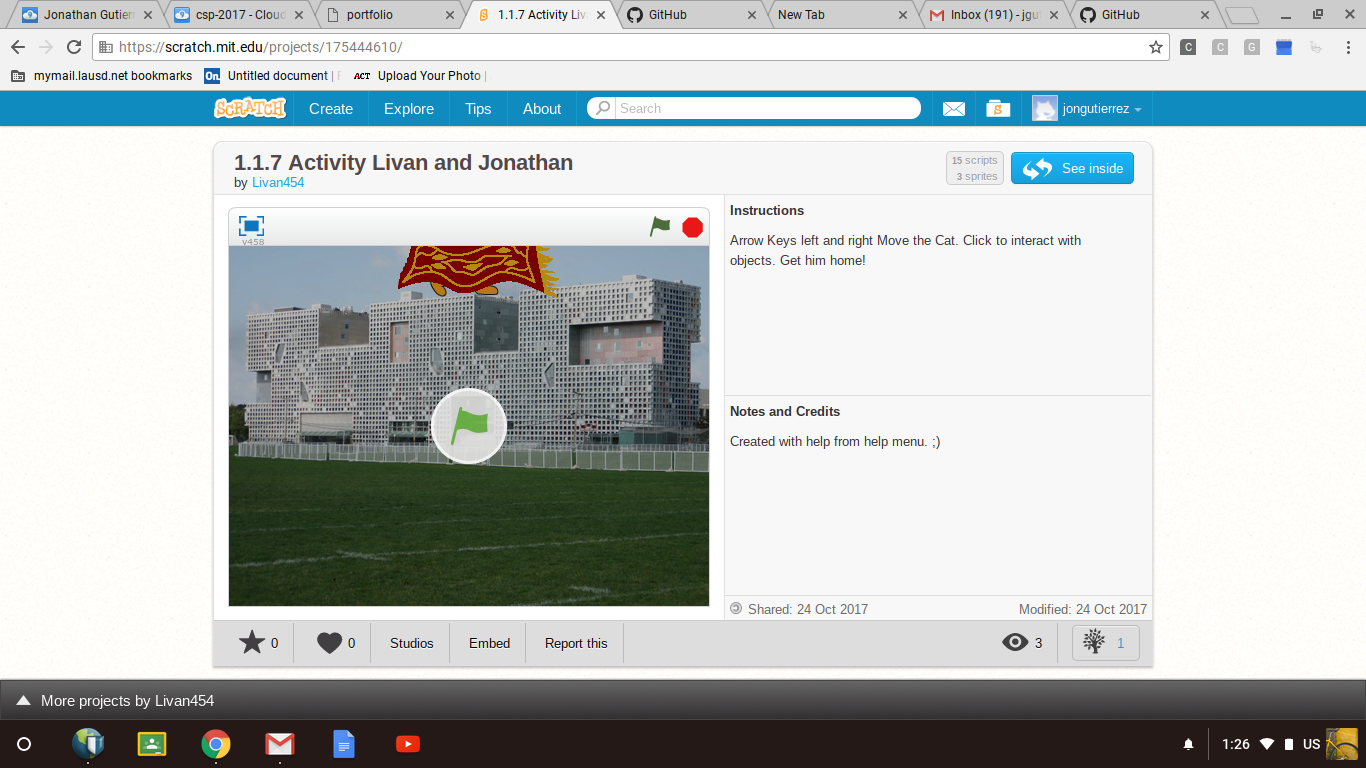 Jonathan Gutierr
csp-2017 - Cloud
portfolio
1.1.7 Activity Liv
GitHub
New Tab
Inbox (191) - jgu
GitHub
https://scratch.mit.edu/projects/175444610/
C
C
G
mymail.lausd.net bookmarks
On.
Untitled document |
ACT
Upload Your Photo |
SCRATCH
Create
Explore
Tips
About
Search
S
jongutierrez
1.1.7 Activity Livan and Jonathan
by Livan454
15 scripts
3 sprites
See inside
v458
Instructions
Arrow Keys left and right Move the Cat. Click to interact with
objects. Get him home!
Notes and Credits
Created with help from help menu. ;)
Shared: 24 Oct 2017
Modified: 24 Oct 2017
0
0
Studios
Embed
Report this
3
1
More projects by Livan454
1:26
US